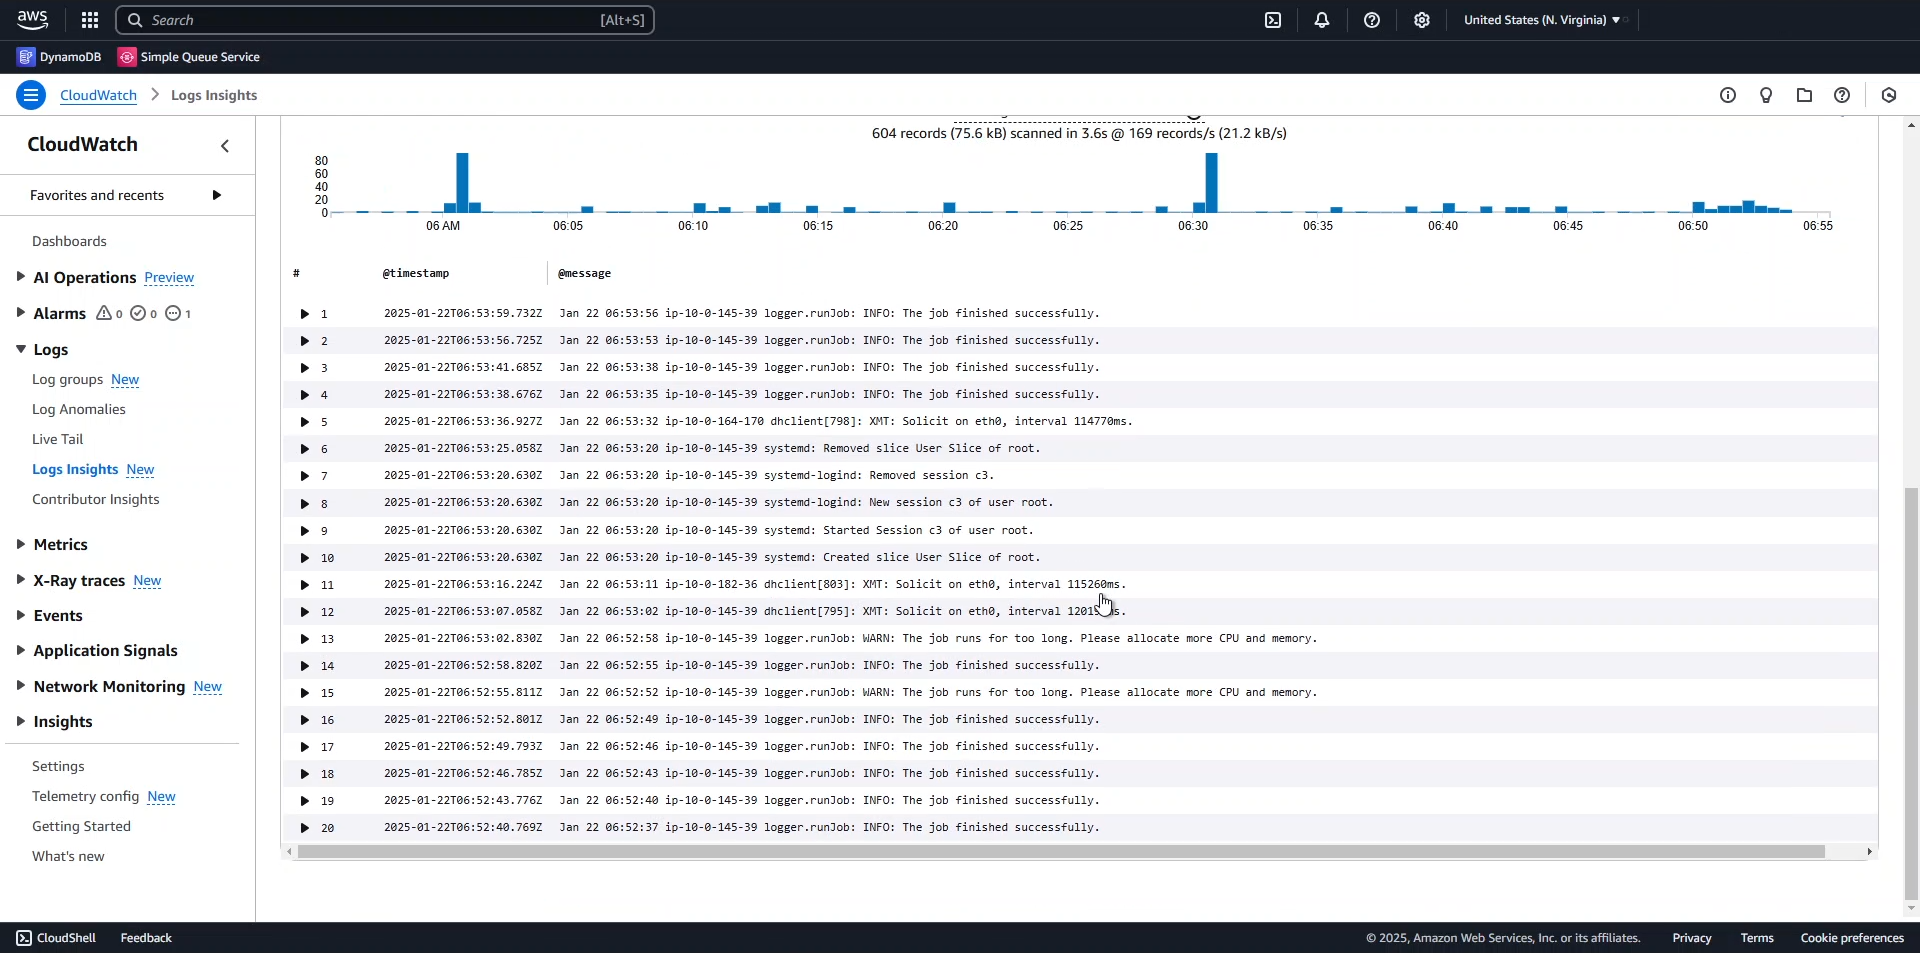 aws Search [Alt+S] United States (N. Virginia)
DynamoDB Simple Queue Service
CloudWatch Logs Insights
CloudWatch
Favorites and recents
Dashboards
AI Operations Preview
Alarms 0 0 1
Logs
Log groups New
Log Anomalies
Live Tail
Logs Insights New
Contributor Insights
Metrics
X-Ray traces New
Events
Application Signals
Network Monitoring New
Insights
Settings
Telemetry config New
Getting Started
What's new
604 records (75.6 kB) scanned in 3.6s @ 169 records/s (21.2 kB/s)
80
60
40
20
0
06 AM 06:05 06:10 06:15 06:20 06:25 06:30 06:35 06:40 06:45 06:50 06:55
# @timestamp @message
1 2025-01-22T06:53:59.732Z Jan 22 06:53:56 ip-10-0-145-39 logger.runJob: INFO: The job finished successfully.
2 2025-01-22T06:53:56.725Z Jan 22 06:53:53 ip-10-0-145-39 logger.runJob: INFO: The job finished successfully.
3 2025-01-22T06:53:41.685Z Jan 22 06:53:38 ip-10-0-145-39 logger.runJob: INFO: The job finished successfully.
4 2025-01-22T06:53:38.676Z Jan 22 06:53:35 ip-10-0-145-39 logger.runJob: INFO: The job finished successfully.
5 2025-01-22T06:53:36.927Z Jan 22 06:53:32 ip-10-0-164-170 dhclient[798]: XMT: Solicit on eth0, interval 114770ms.
6 2025-01-22T06:53:25.058Z Jan 22 06:53:20 ip-10-0-145-39 systemd: Removed slice User Slice of root.
7 2025-01-22T06:53:20.630Z Jan 22 06:53:20 ip-10-0-145-39 systemd-logind: Removed session c3.
8 2025-01-22T06:53:20.630Z Jan 22 06:53:20 ip-10-0-145-39 systemd-logind: New session c3 of user root.
9 2025-01-22T06:53:20.630Z Jan 22 06:53:20 ip-10-0-145-39 systemd: Started Session c3 of user root.
10 2025-01-22T06:53:20.630Z Jan 22 06:53:20 ip-10-0-145-39 systemd: Created slice User Slice of root.
11 2025-01-22T06:53:16.224Z Jan 22 06:53:11 ip-10-0-182-36 dhclient[803]: XMT: Solicit on eth0, interval 115260ms.
12 2025-01-22T06:53:07.058Z Jan 22 06:53:02 ip-10-0-145-39 dhclient[795]: XMT: Solicit on eth0, interval
13 2025-01-22T06:53:02.830Z Jan 22 06:52:58 ip-10-0-145-39 logger.runJob: WARN: The job runs for too long. Please allocate more CPU and memory.
14 2025-01-22T06:52:58.820Z Jan 22 06:52:55 ip-10-0-145-39 logger.runJob: INFO: The job finished successfully.
15 2025-01-22T06:52:55.811Z Jan 22 06:52:52 ip-10-0-145-39 logger.runJob: WARN: The job runs for too long. Please allocate more CPU and memory.
16 2025-01-22T06:52:52.801Z Jan 22 06:52:49 ip-10-0-145-39 logger.runJob: INFO: The job finished successfully.
17 2025-01-22T06:52:49.793Z Jan 22 06:52:46 ip-10-0-145-39 logger.runJob: INFO: The job finished successfully.
18 2025-01-22T06:52:46.785Z Jan 22 06:52:43 ip-10-0-145-39 logger.runJob: INFO: The job finished successfully.
19 2025-01-22T06:52:43.776Z Jan 22 06:52:40 ip-10-0-145-39 logger.runJob: INFO: The job finished successfully.
20 2025-01-22T06:52:40.769Z Jan 22 06:52:37 ip-10-0-145-39 logger.runJob: INFO: The job finished successfully.
CloudShell Feedback © 2025, Amazon Web Services, Inc. or its affiliates. Privacy Terms Cookie preferences